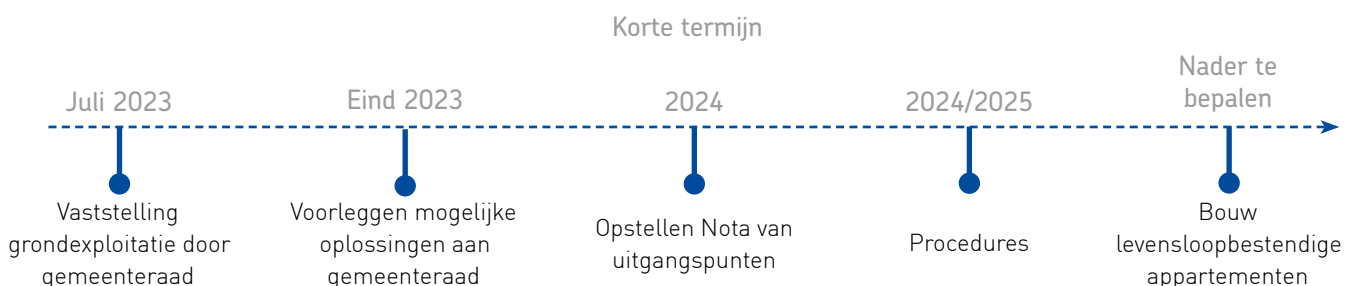 Korte termijn
Juli 2023
Eind 2023
2024
2024/2025
Nader te
bepalen
Vaststelling
grondexploitatie door
gemeenteraad
Voorleggen mogelijke
oplossingen aan
gemeenteraad
Opstellen Nota van
uitgangspunten
Procedures
Bouw
levensloopbestendige
appartementen